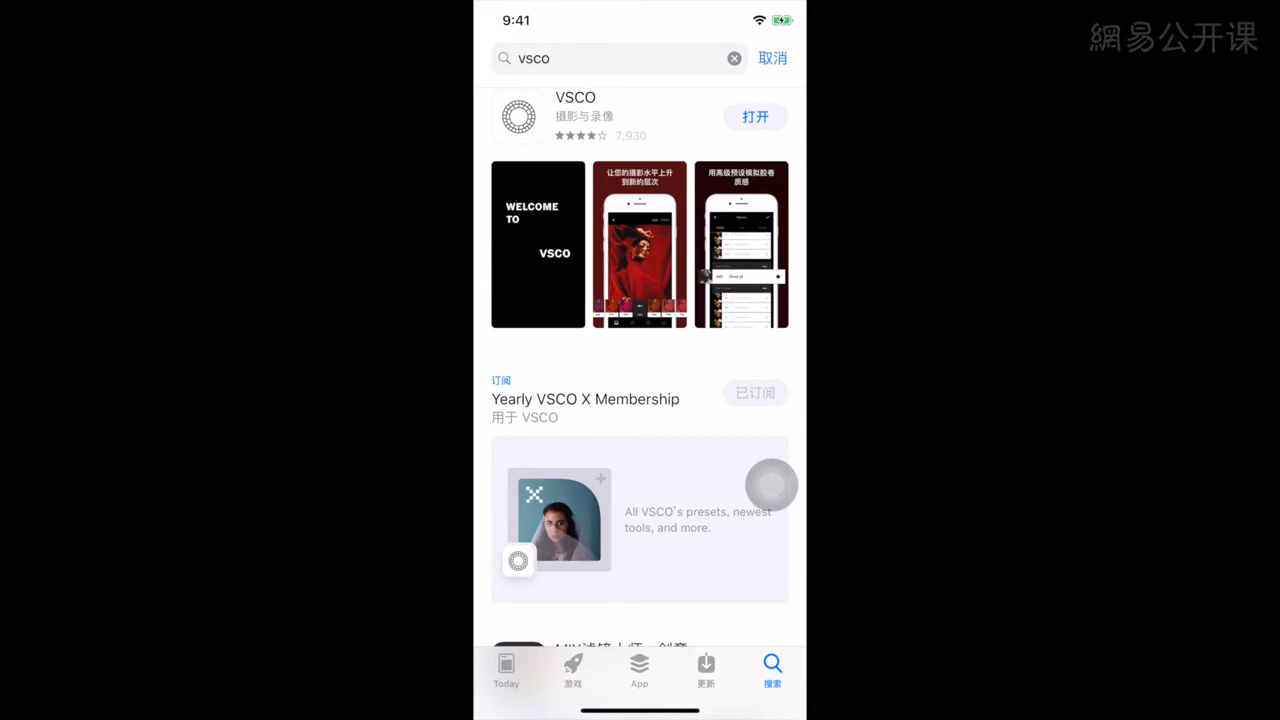 9:41
網易公开课
vsco
取消
VSCO
摄影与录像
7,930
打开
WELCOME
TO
VSCO
让您的摄影水平上升
到新的层次
用高级预设模拟胶卷
质感
订阅
Yearly VSCO X Membership
用于 VSCO
已订阅
All VSCO's presets, newest
tools, and more.
Today
游戏
App
更新
搜索